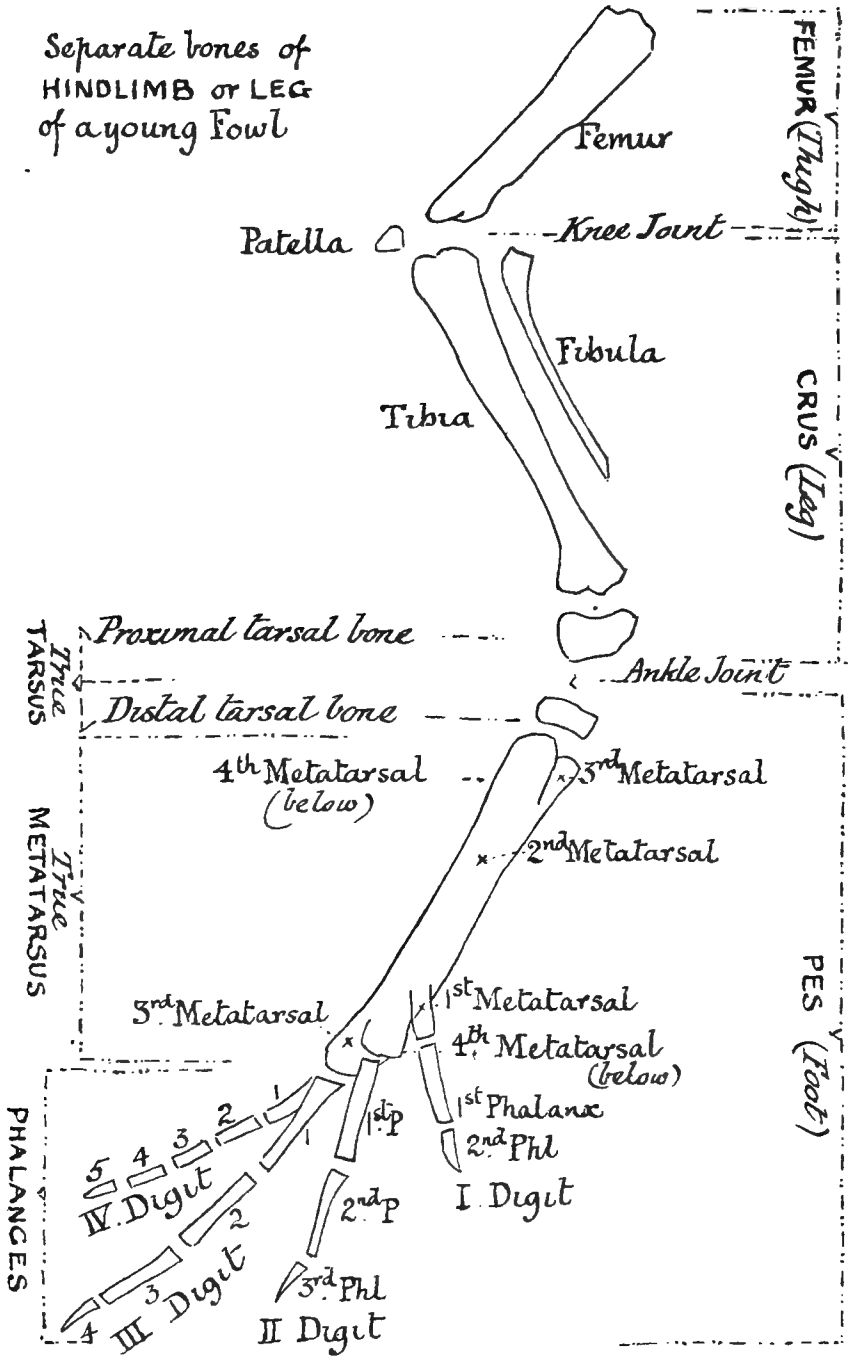 Separate bones of
HINDLIMB or LEG
of a young Fowl
FEMUR (Thigh)
Femur
Patella
Knee Joint
Fibula
Tibia
CRUS (Leg)
Proximal tarsal bone
True
TARSUS
Ankle Joint
Distal tarsal bone
4th Metatarsal
(below)
3rd Metatarsal
2nd Metatarsal
True
METATARSUS
PES (Foot)
3rd Metatarsal
1st Metatarsal
4th Metatarsal
(below)
1st Phalanx
2nd Phl
I. Digit
1st P
2nd P
3rd Phl
II Digit
1
2
3
4
5
IV. Digit
1
2
3
4
III Digit
PHALANGES